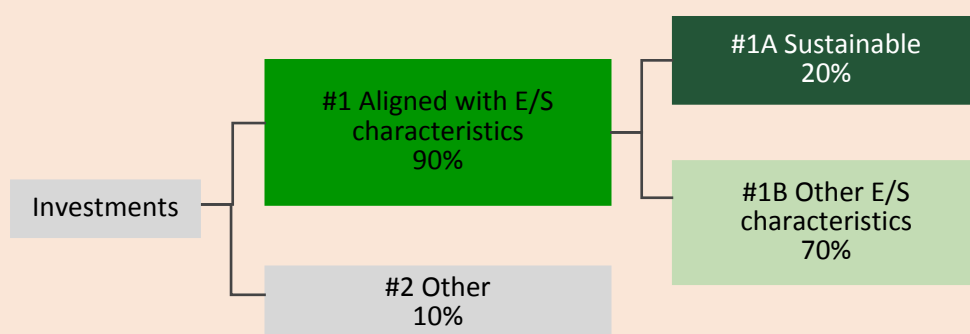 Investments
#1 Aligned with E/S
characteristics
90%
#2 Other
10%
#1A Sustainable
20%
#1B Other E/S
characteristics
70%